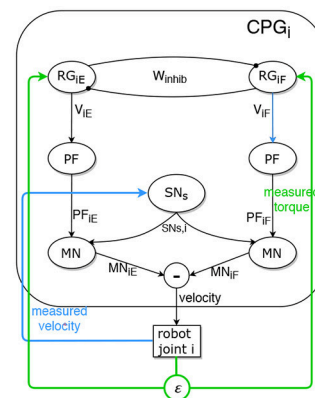 CPGi
RGiE
Winhib
RGiF
ViE
ViF
PF
PF
SNs
measured
torque
PFiE
SNs,i
PFiF
MN
MN
MNiE
-
MNiF
velocity
measured
velocity
robot
joint i
ε